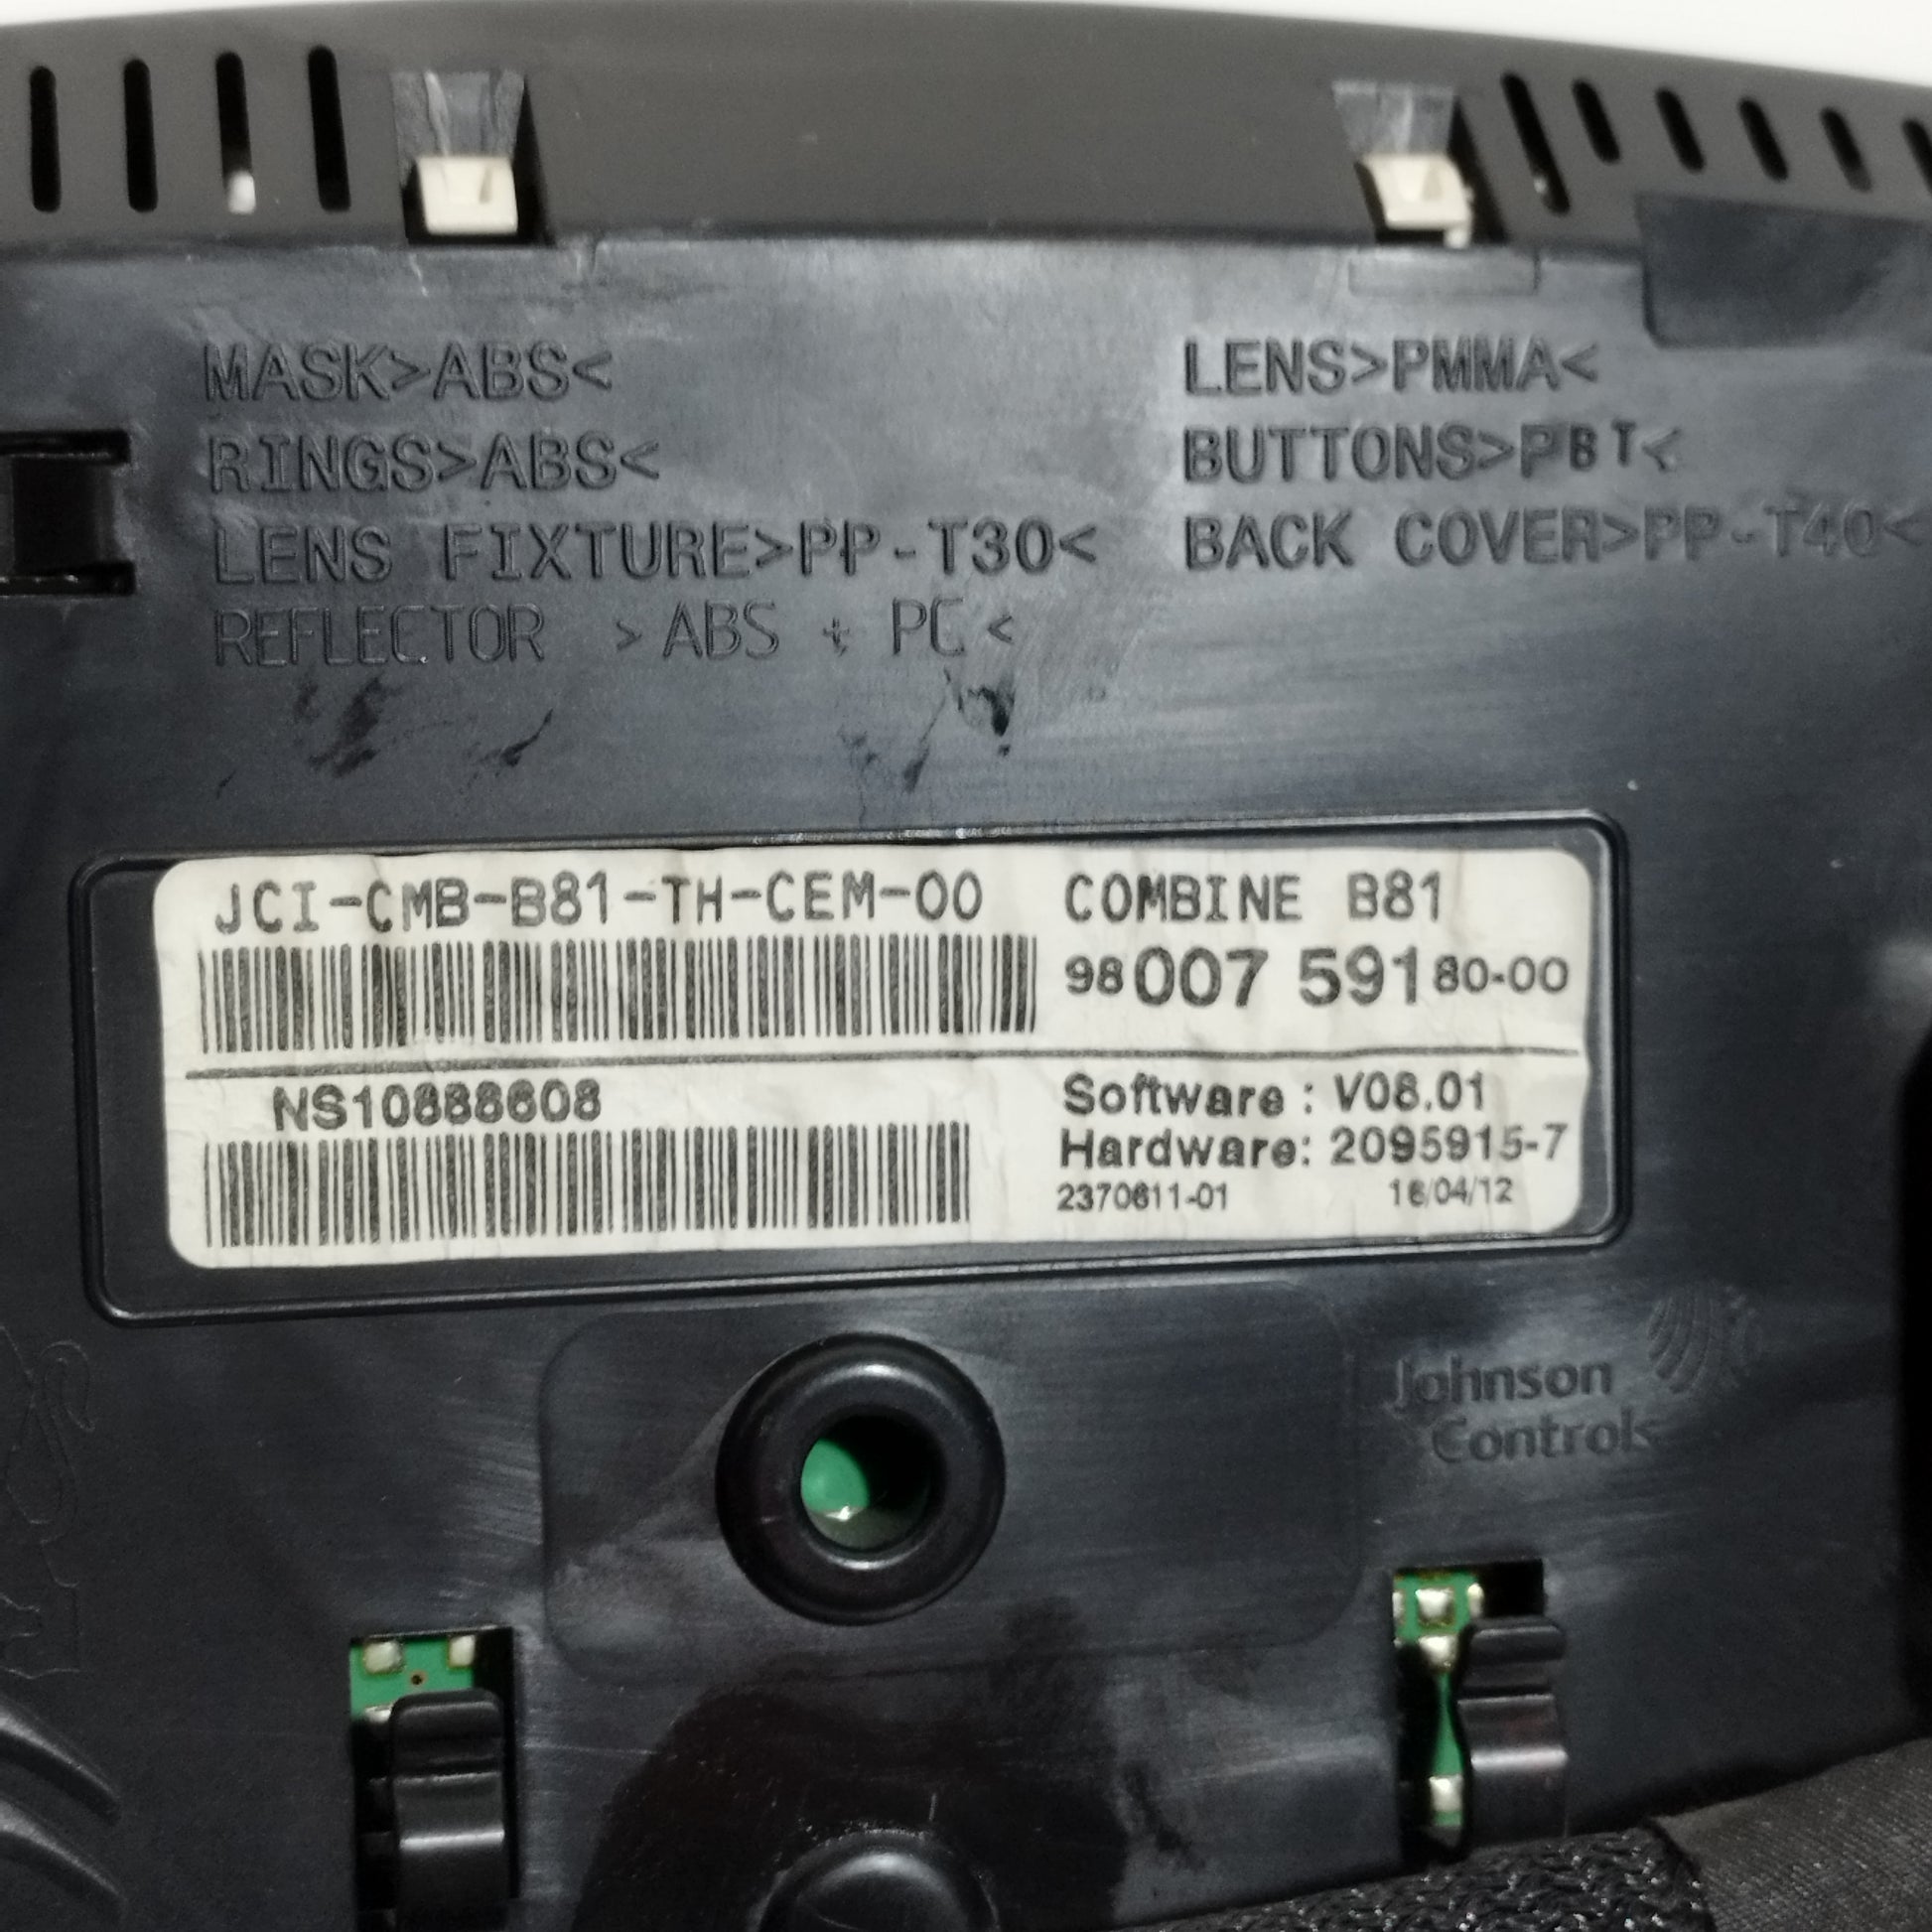 MASK>ABS<
RINGS>ABS<
LENS FIXTURE>PP-T30<
REFLECTOR >ABS + PC<
LENS>PMMA<
BUTTONS>PBT<
BACK COVER>PP-T40<
JCI-CMB-B81-TH-CEM-00
COMBINE B81
98 007 591 80-00
NS10888608
Software : V08.01
Hardware: 2095915-7
2370611-01 16/04/12
Johnson
Controls